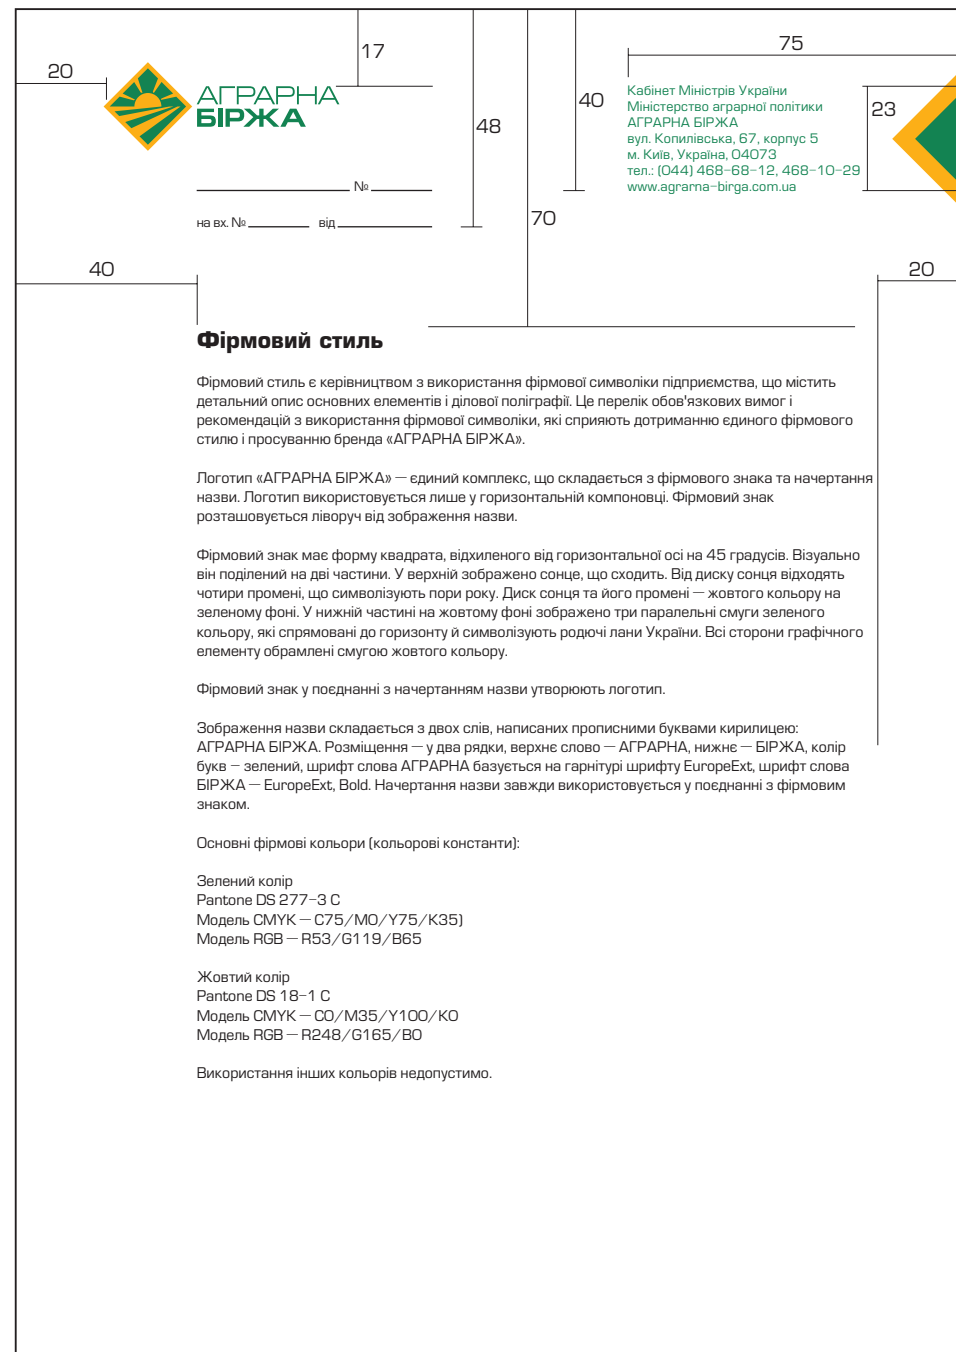 17
75
20
40
23
48
70
40
20
АГРАРНА
БІРЖА
№
на вх. № від
Кабінет Міністрів України
Міністерство аграрної політики
АГРАРНА БІРЖА
вул. Копилівська, 67, корпус 5
м. Київ, Україна, 04073
тел.: (044) 468-68-12, 468-10-29
www.agrarna-birga.com.ua
Фірмовий стиль
Фірмовий стиль є керівництвом з використання фірмової символіки підприємства, що містить
детальний опис основних елементів і ділової поліграфії. Це перелік обов'язкових вимог і
рекомендацій з використання фірмової символіки, які сприяють дотриманню єдиного фірмового
стилю і просуванню бренда «АГРАРНА БІРЖА».
Логотип «АГРАРНА БІРЖА» — єдиний комплекс, що складається з фірмового знака та начертання
назви. Логотип використовується лише у горизонтальній компоновці. Фірмовий знак
розташовується ліворуч від зображення назви.
Фірмовий знак має форму квадрата, відхиленого від горизонтальної осі на 45 градусів. Візуально
він поділений на дві частини. У верхній зображено сонце, що сходить. Від диску сонця відходять
чотири промені, що символізують пори року. Диск сонця та його промені — жовтого кольору на
зеленому фоні. У нижній частині на жовтому фоні зображено три паралельні смуги зеленого
кольору, які спрямовані до горизонту й символізують родючі лани України. Всі сторони графічного
елементу обрамлені смугою жовтого кольору.
Фірмовий знак у поєднанні з начертанням назви утворюють логотип.
Зображення назви складається з двох слів, написаних прописними буквами кирилицею:
АГРАРНА БІРЖА. Розміщення — у два рядки, верхнє слово — АГРАРНА, нижнє — БІРЖА, колір
букв – зелений, шрифт слова АГРАРНА базується на гарнітурі шрифту EuropeExt, шрифт слова
БІРЖА — EuropeExt, Bold. Начертання назви завжди використовується у поєднанні з фірмовим
знаком.
Основні фірмові кольори (кольорові константи):
Зелений колір
Pantone DS 277-3 C
Модель CMYK — C75/M0/Y75/K35)
Модель RGB — R53/G119/B65
Жовтий колір
Pantone DS 18-1 C
Модель CMYK — C0/M35/Y100/K0
Модель RGB — R248/G165/B0
Використання інших кольорів недопустимо.